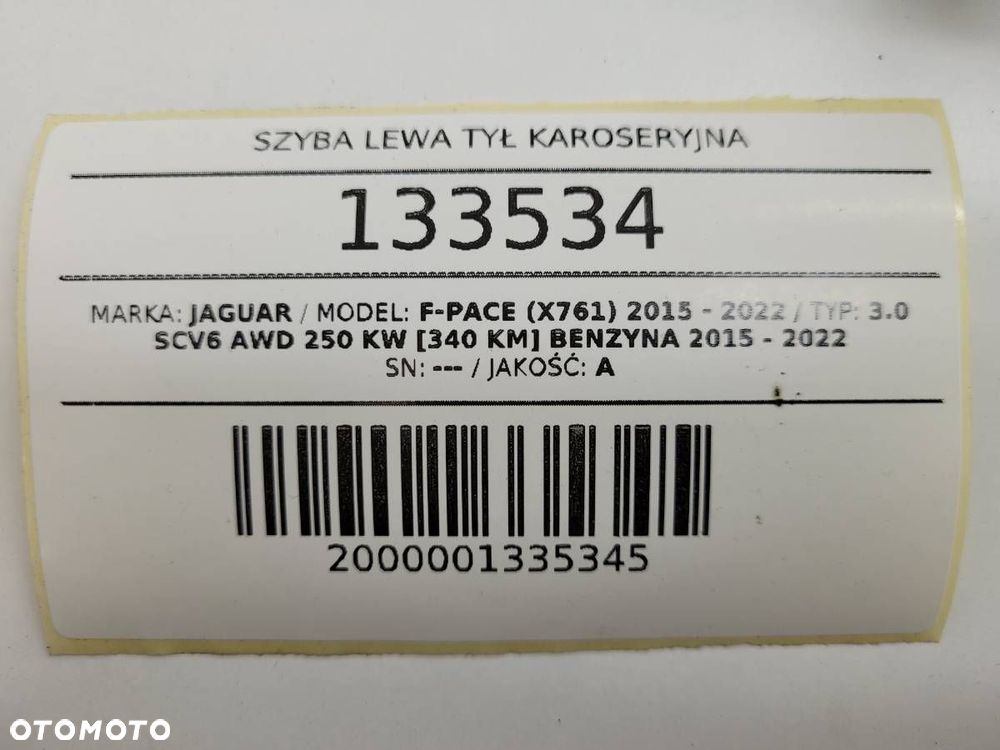 SZYBA LEWA TYŁ KAROSERYJNA
133534
MARKA: JAGUAR / MODEL: F-PACE (X761) 2015 - 2022 / TYP: 3.0
SCV6 AWD 250 KW [340 KM] BENZYNA 2015 - 2022
SN: --- / JAKOŚĆ: A
2000001335345
OTOMOTO